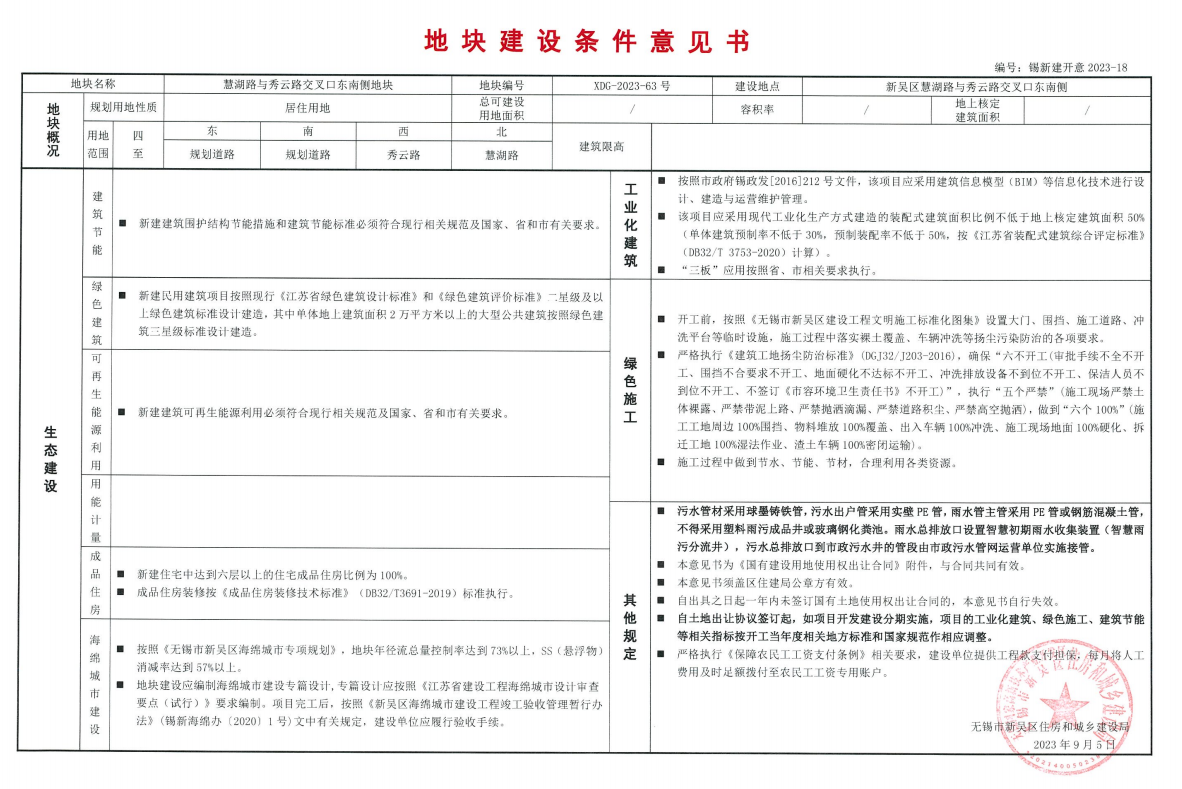 地块建设条件意见书
编号：锡新建开意 2023-18
地块名称
慧湖路与秀云路交叉口东南侧地块
地块编号
XDG-2023-63 号
建设地点
新吴区慧湖路与秀云路交叉口东南侧
地块概况
规划用地性质
居住用地
总可建设
用地面积
/
容积率
/
地上核定
建筑面积
/
用地
范围
四
至
东
南
西
北
规划道路
规划道路
秀云路
慧湖路
建筑限高
生态建设
建筑节能
■ 新建建筑围护结构节能措施和建筑节能标准必须符合现行相关规范及国家、省和市有关要求。
绿色建筑
■ 新建民用建筑项目按照现行《江苏省绿色建筑设计标准》和《绿色建筑评价标准》二星级及以
上绿色建筑标准设计建造，其中单体地上建筑面积 2 万平方米以上的大型公共建筑按照绿色建
筑三星级标准设计建造。
可再生能源利用
■ 新建建筑可再生能源利用必须符合现行相关规范及国家、省和市有关要求。
用能计量
成品住房
■ 新建住宅中达到六层以上的住宅成品住房比例为 100%。
■ 成品住房装修按《成品住房装修技术标准》（DB32/T3691-2019）标准执行。
海绵城市建设
■ 按照《无锡市新吴区海绵城市专项规划》，地块年径流总量控制率达到 73%以上，SS（悬浮物）
消减率达到 57%以上。
■ 地块建设应编制海绵城市建设专篇设计,专篇设计应按照《江苏省建设工程海绵城市设计审查
要点（试行）》要求编制。项目完工后，按照《新吴区海绵城市建设工程竣工验收管理暂行办
法》(锡新海绵办〔2020〕1 号)文中有关规定，建设单位应履行验收手续。
工业化建筑
■ 按照市政府锡政发[2016]212 号文件，该项目应采用建筑信息模型（BIM）等信息化技术进行设
计、建造与运营维护管理。
■ 该项目应采用现代工业化生产方式建造的装配式建筑面积比例不低于地上核定建筑面积 50%
（单体建筑预制率不低于 30%，预制装配率不低于 50%，按《江苏省装配式建筑综合评定标准》
（DB32/T 3753-2020）计算）。
■ “三板”应用按照省、市相关要求执行。
绿色施工
■ 开工前，按照《无锡市新吴区建设工程文明施工标准化图集》设置大门、围挡、施工道路、冲
洗平台等临时设施，施工过程中落实裸土覆盖、车辆冲洗等扬尘污染防治的各项要求。
■ 严格执行《建筑工地扬尘防治标准》(DGJ32/J203-2016)，确保“六不开工(审批手续不全不开
工、围挡不合要求不开工、地面硬化不达标不开工、冲洗排放设备不到位不开工、保洁人员不
到位不开工、不签订《市容环境卫生责任书》不开工)”，执行“五个严禁”(施工现场严禁土
体裸露、严禁带泥上路、严禁抛洒滴漏、严禁道路积尘、严禁高空抛洒)，做到“六个 100%”(施
工工地周边 100%围挡、物料堆放 100%覆盖、出入车辆 100%冲洗、施工现场地面 100%硬化、拆
迁工地 100%湿法作业、渣土车辆 100%密闭运输)。
■ 施工过程中做到节水、节能、节材，合理利用各类资源。
其他规定
■ 污水管材采用球墨铸铁管，污水出户管采用实壁 PE 管，雨水管主管采用 PE 管或钢筋混凝土管，
不得采用塑料雨污成品井或玻璃钢化粪池。雨水总排放口设置智慧初期雨水收集装置（智慧雨
污分流井），污水总排放口到市政污水井的管段由市政污水管网运营单位实施接管。
■ 本意见书为《国有建设用地使用权出让合同》附件，与合同共同有效。
■ 本意见书须盖区住建局公章方有效。
■ 自出具之日起一年内未签订国有土地使用权出让合同的，本意见书自行失效。
■ 自土地出让协议签订起，如项目开发建设分期实施，项目的工业化建筑、绿色施工、建筑节能
等相关指标按开工当年度相关地方标准和国家规范作相应调整。
■ 严格执行《保障农民工工资支付条例》相关要求，建设单位提供工程款支付担保，每月将人工
费用及时足额拨付至农民工工资专用账户。
无锡市新吴区住房和城乡建设局
2023 年 9 月 5 日